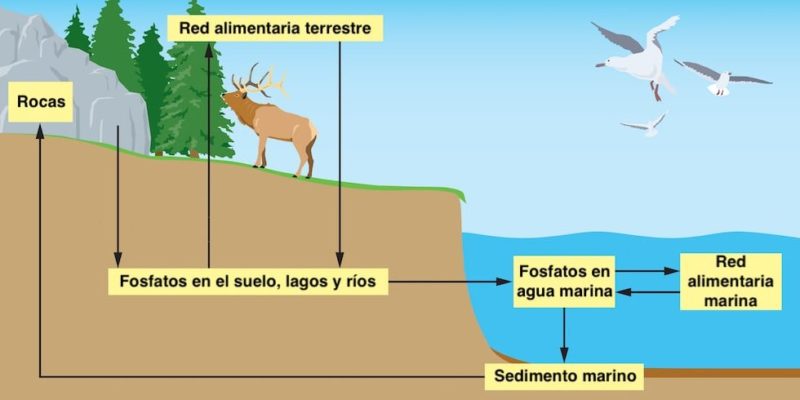 Red alimentaria terrestre
Rocas
Fosfatos en el suelo, lagos y ríos
Fosfatos en
agua marina
Red
alimentaria
marina
Sedimento marino